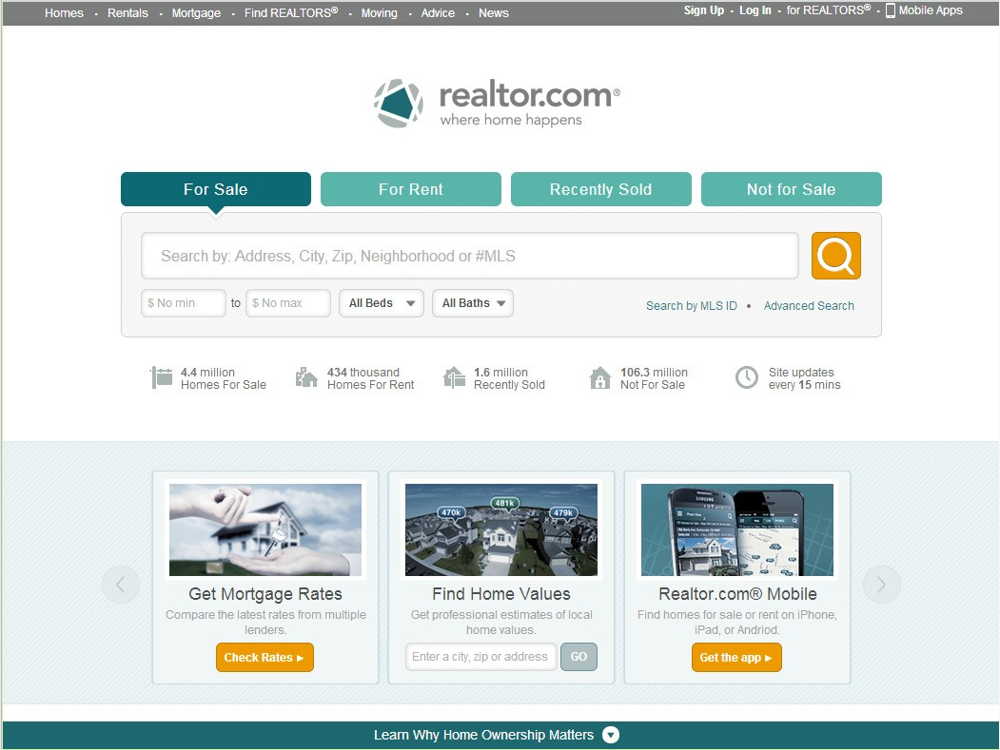 Homes · Rentals · Mortgage · Find REALTORS® · Moving · Advice · News
Sign Up · Log In · for REALTORS® · Mobile Apps
realtor.com®
where home happens
For Sale
For Rent
Recently Sold
Not for Sale
Search by: Address, City, Zip, Neighborhood or #MLS
$ No min to $ No max All Beds All Baths
Search by MLS ID • Advanced Search
4.4 million
Homes For Sale
434 thousand
Homes For Rent
1.6 million
Recently Sold
106.3 million
Not For Sale
Site updates
every 15 mins
Get Mortgage Rates
Compare the latest rates from multiple
lenders.
Check Rates ▸
470k
481k
479k
Find Home Values
Get professional estimates of local
home values.
Enter a city, zip or address GO
SAMSUNG
Realtor.com® Mobile
Find homes for sale or rent on iPhone,
iPad, or Andriod.
Get the app ▸
Learn Why Home Ownership Matters